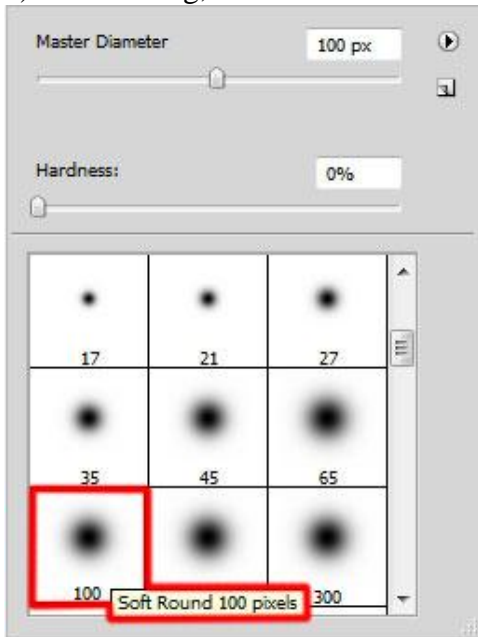 Master Diameter 100 px
Hardness: 0%
17 21 27
35 45 65
100 300
Soft Round 100 pixels